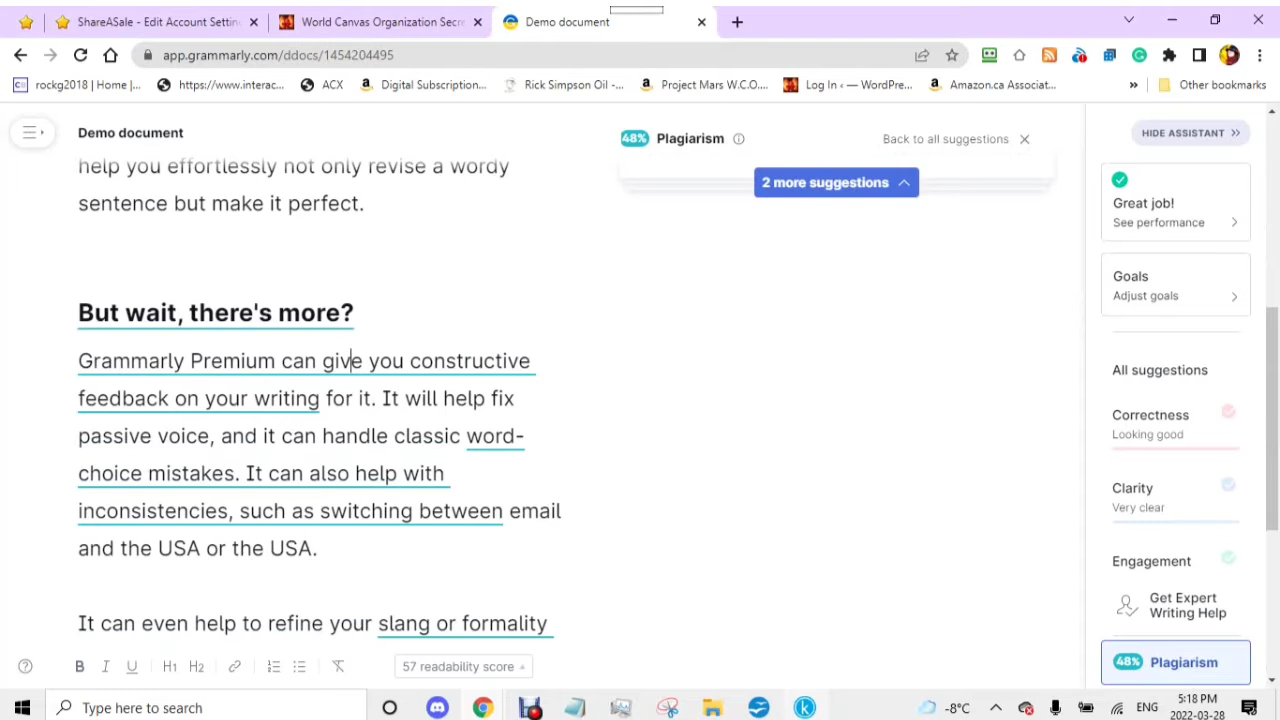 ShareASale - Edit Account Settin
World Canvas Organization Secre
Demo document
app.grammarly.com/ddocs/1454204495
rockg2018 | Home |...
https://www.interac...
ACX
Digital Subscription...
Rick Simpson Oil -...
Project Mars W.C.O....
Log In ‹ — WordPre...
Amazon.ca Associat...
»
Other bookmarks
Demo document
48% Plagiarism
Back to all suggestions
HIDE ASSISTANT
2 more suggestions
help you effortlessly not only revise a wordy
sentence but make it perfect.
But wait, there's more?
Grammarly Premium can give you constructive
feedback on your writing for it. It will help fix
passive voice, and it can handle classic word-
choice mistakes. It can also help with
inconsistencies, such as switching between email
and the USA or the USA.
It can even help to refine your slang or formality
Great job!
See performance
Goals
Adjust goals
All suggestions
Correctness
Looking good
Clarity
Very clear
Engagement
Get Expert
Writing Help
48% Plagiarism
B I U H1 H2
57 readability score
Type here to search
-8°C
ENG
5:18 PM
2022-03-28